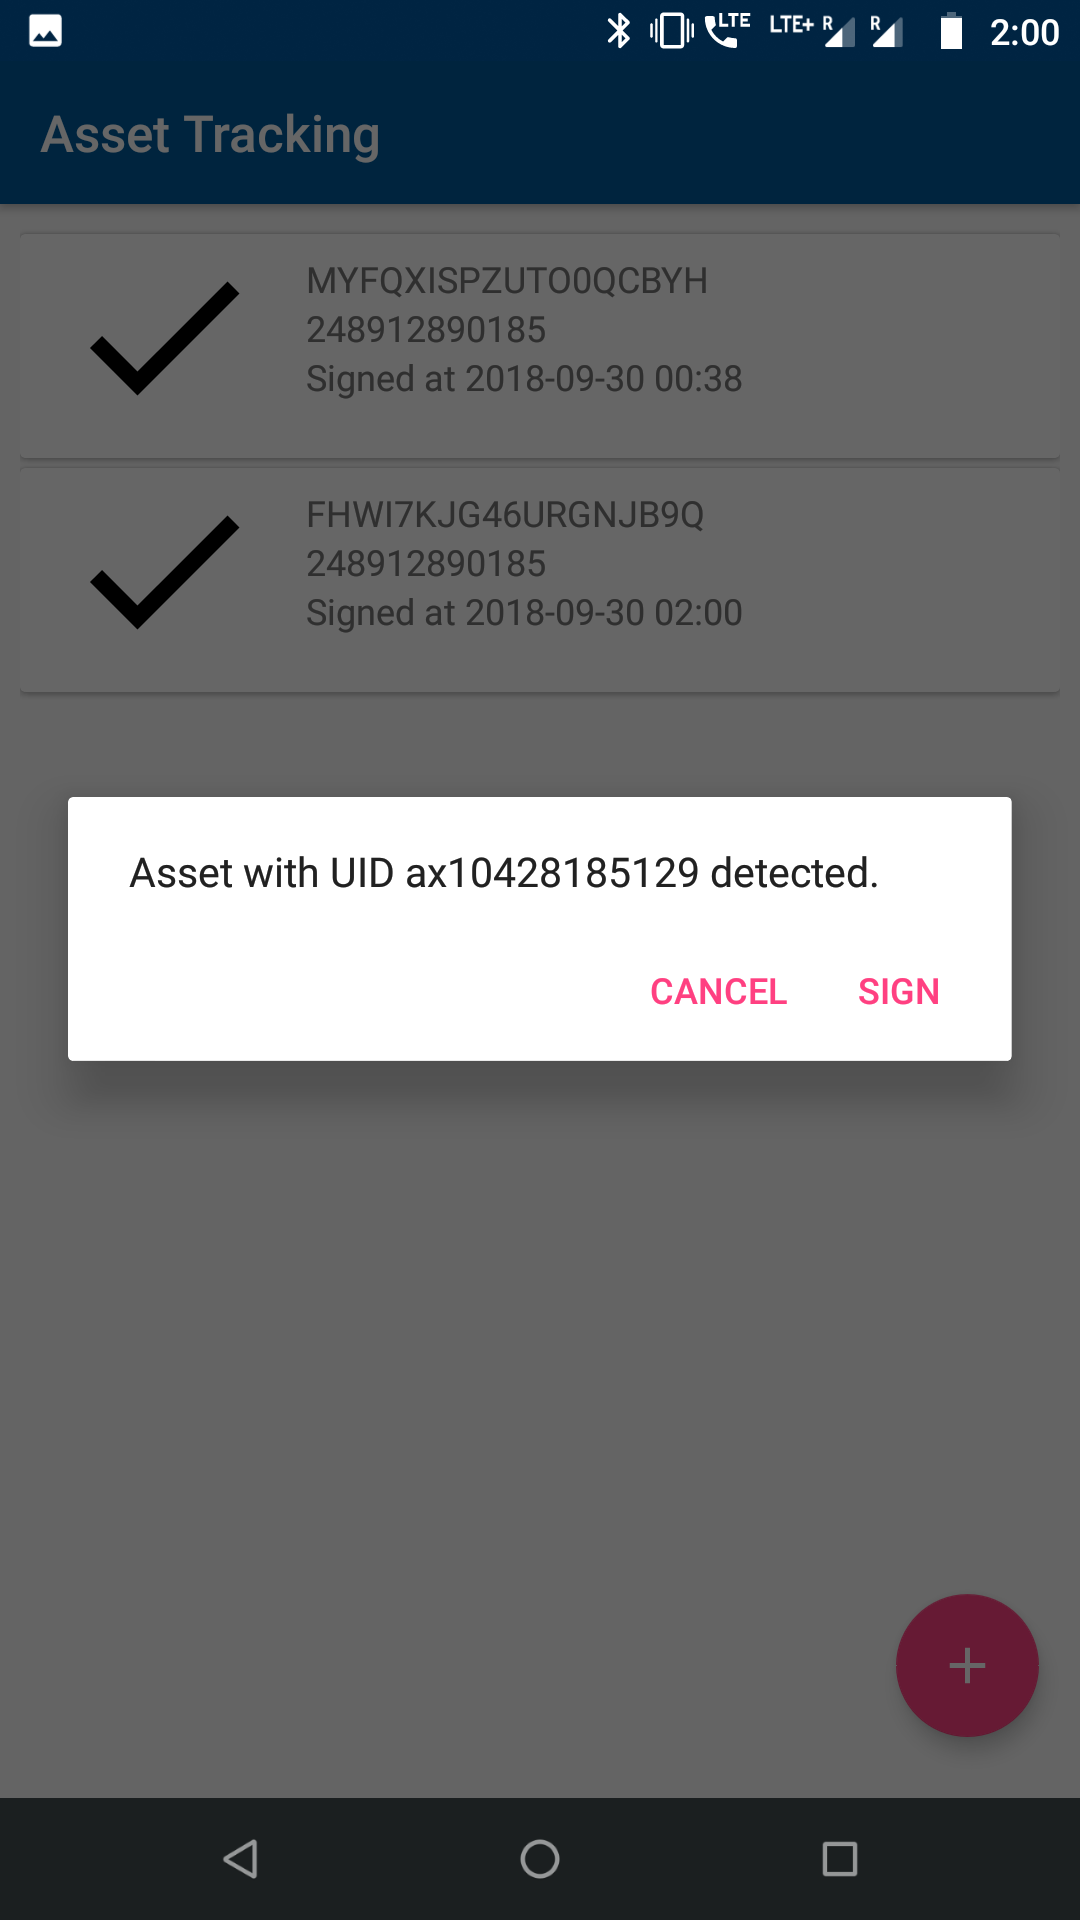 LTE LTE+ R R 2:00
Asset Tracking
MYFQXISPZUTO0QCBYH
248912890185
Signed at 2018-09-30 00:38
FHWI7KJG46URGNJB9Q
248912890185
Signed at 2018-09-30 02:00
Asset with UID ax10428185129 detected.
CANCEL SIGN